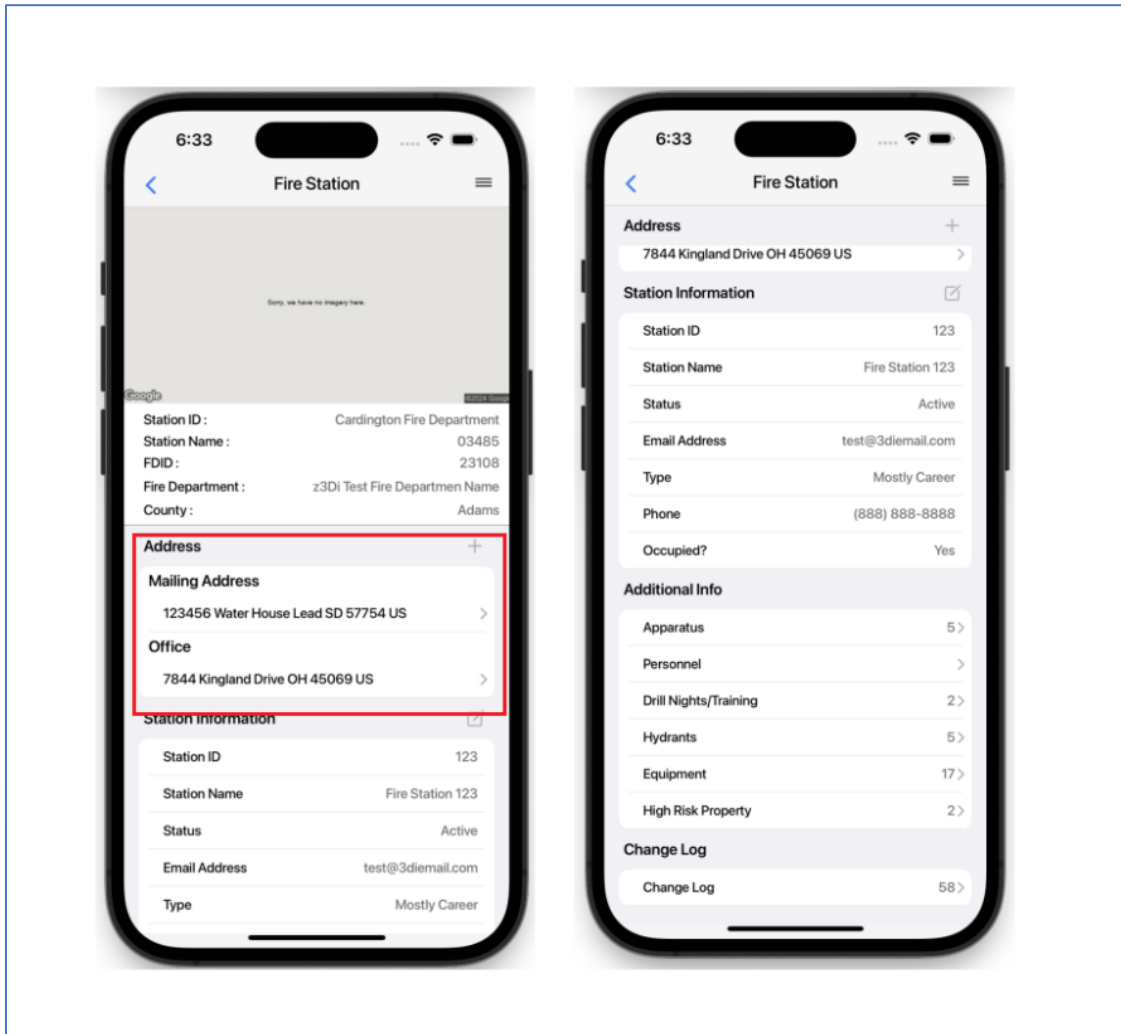 6:33
Fire Station
Sorry, we have no imagery here.
Google
©2024 Google
Station ID : Cardington Fire Department
Station Name : 03485
FDID : 23108
Fire Department : z3Di Test Fire Departmen Name
County : Adams
Address
Mailing Address
123456 Water House Lead SD 57754 US
Office
7844 Kingland Drive OH 45069 US
Station Information
Station ID 123
Station Name Fire Station 123
Status Active
Email Address test@3diemail.com
Type Mostly Career
6:33
Fire Station
Address
7844 Kingland Drive OH 45069 US
Station Information
Station ID 123
Station Name Fire Station 123
Status Active
Email Address test@3diemail.com
Type Mostly Career
Phone (888) 888-8888
Occupied? Yes
Additional Info
Apparatus 5
Personnel
Drill Nights/Training 2
Hydrants 5
Equipment 17
High Risk Property 2
Change Log
Change Log 58